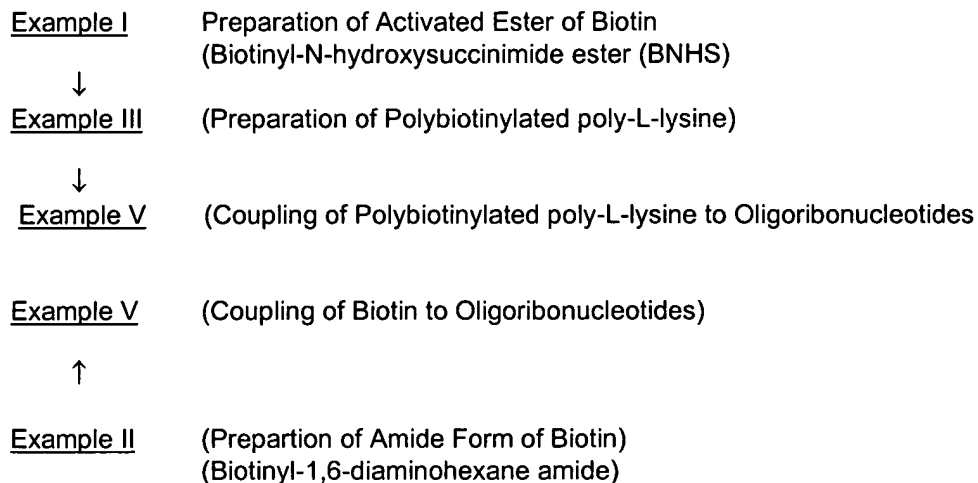 Example I Preparation of Activated Ester of Biotin
(Biotinyl-N-hydroxysuccinimide ester (BNHS)
↓
Example III (Preparation of Polybiotinylated poly-L-lysine)
↓
Example V (Coupling of Polybiotinylated poly-L-lysine to Oligoribonucleotides
Example V (Coupling of Biotin to Oligoribonucleotides)
↑
Example II (Prepartion of Amide Form of Biotin)
(Biotinyl-1,6-diaminohexane amide)